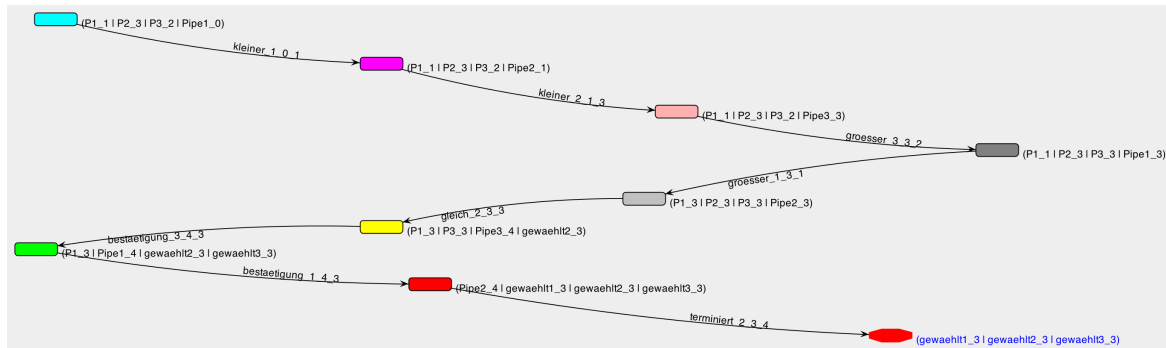 (P1_1 | P2_3 | P3_2 | Pipe1_0)
kleiner_1_0_1
(P1_1 | P2_3 | P3_2 | Pipe2_1)
kleiner_2_1_3
(P1_1 | P2_3 | P3_2 | Pipe3_3)
groesser_3_3_2
(P1_1 | P2_3 | P3_3 | Pipe1_3)
groesser_1_3_1
(P1_3 | P2_3 | P3_3 | Pipe2_3)
gleich_2_3_3
(P1_3 | P3_3 | Pipe3_4 | gewaehlt2_3)
bestaetigung_3_4_3
(P1_3 | Pipe1_4 | gewaehlt2_3 | gewaehlt3_3)
bestaetigung_1_4_3
(Pipe2_4 | gewaehlt1_3 | gewaehlt2_3 | gewaehlt3_3)
terminiert_2_3_4
(gewaehlt1_3 | gewaehlt2_3 | gewaehlt3_3)